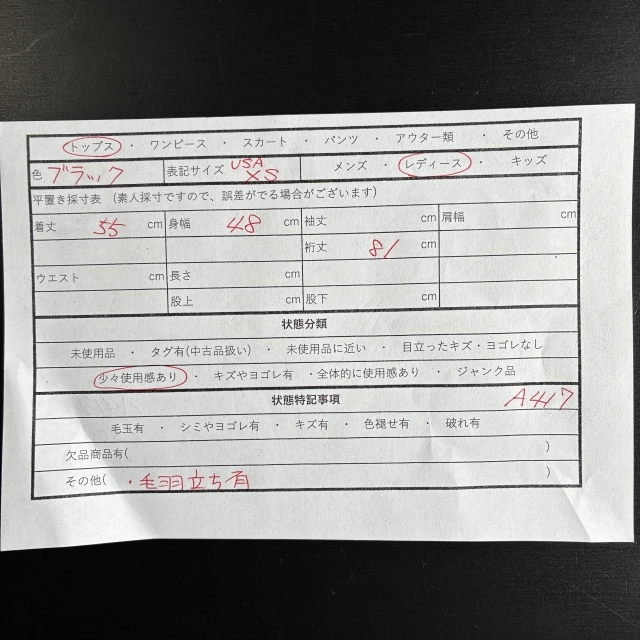 トップス ・ ワンピース ・ スカート ・ パンツ ・ アウター類 ・ その他
色 ブラック 表記サイズ USA XS メンズ ・ レディース ・ キッズ
平置き採寸表 (素人採寸ですので、誤差がでる場合がございます)
着丈 55 cm 身幅 48 cm 袖丈 cm 肩幅 cm
裄丈 81 cm
ウエスト cm 長さ cm
股上 cm 股下 cm
状態分類
未使用品 ・ タグ有(中古品扱い) ・ 未使用品に近い ・ 目立ったキズ・ヨゴレなし
・ 少々使用感あり ・ キズやヨゴレ有 ・全体的に使用感あり ・ ジャンク品
状態特記事項 A417
毛玉有 ・ シミやヨゴレ有 ・ キズ有 ・ 色褪せ有 ・ 破れ有
欠品商品有( )
その他( ・毛羽立ち有 )